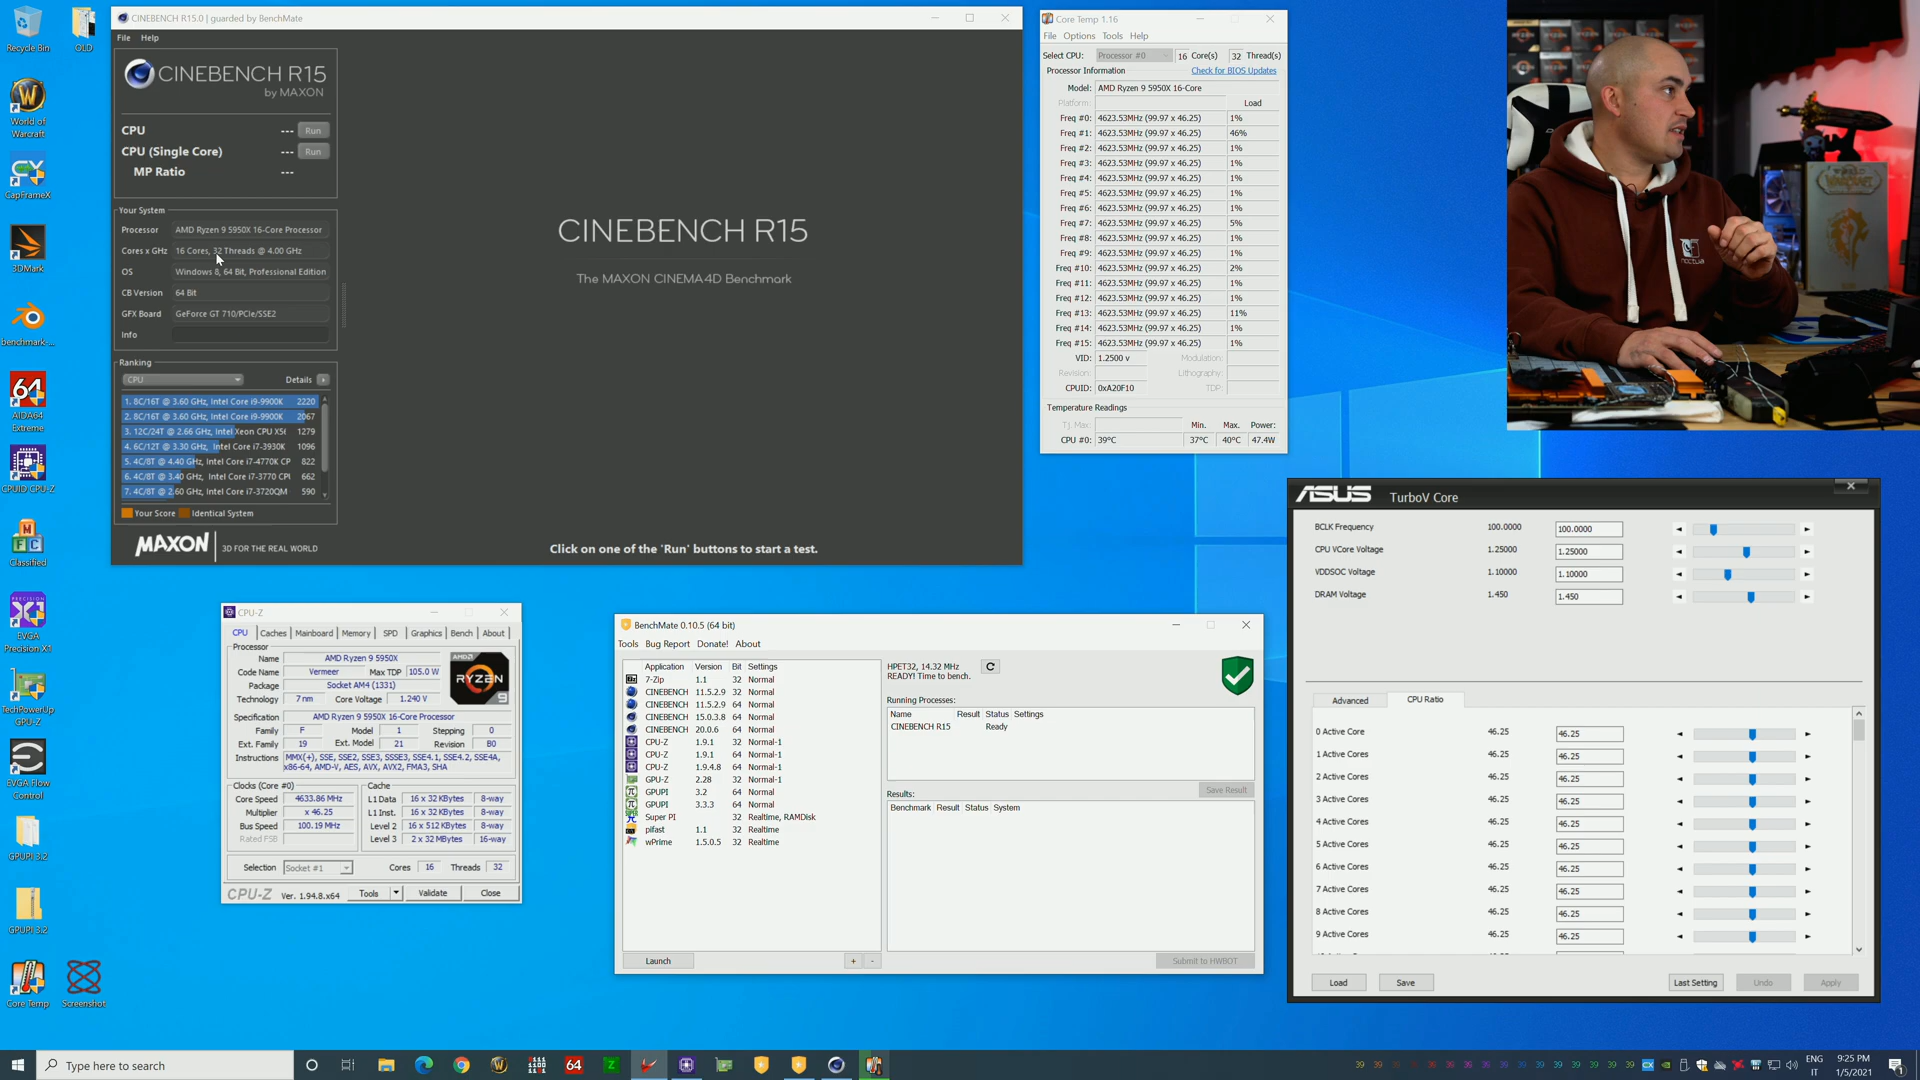 Recycle Bin
OLD
World of
Warcraft
CapFrameX
3DMark
benchmark-...
64
AIDA64
Extreme
CPUID CPU-Z
Classified
PRECISION
X1
EVGA
Precision X1
TechPowerUp
GPU-Z
EVGA Flow
Control
GPUPI 3.2
GPUPI 3.2
Core Temp
Screenshot
CINEBENCH R15.0 | guarded by BenchMate
File Help
CINEBENCH R15
by MAXON
CPU --- Run
CPU (Single Core) --- Run
MP Ratio ---
Your System
Processor AMD Ryzen 9 5950X 16-Core Processor
Cores x GHz 16 Cores, 32 Threads @ 4.00 GHz
OS Windows 8, 64 Bit, Professional Edition
CB Version 64 Bit
GFX Board GeForce GT 710/PCIe/SSE2
Info
Ranking
CPU Details
1. 8C/16T @ 3.60 GHz, Intel Core i9-9900K 2220
2. 8C/16T @ 3.60 GHz, Intel Core i9-9900K 2067
3. 12C/24T @ 2.66 GHz, Intel Xeon CPU X5( 1279
4. 6C/12T @ 3.30 GHz, Intel Core i7-3930K 1096
5. 4C/8T @ 4.40 GHz, Intel Core i7-4770K CP 822
6. 4C/8T @ 3.40 GHz, Intel Core i7-3770 CPI 662
7. 4C/8T @ 2.60 GHz, Intel Core i7-3720QM 590
Your Score Identical System
MAXON 3D FOR THE REAL WORLD
CINEBENCH R15
The MAXON CINEMA4D Benchmark
Click on one of the 'Run' buttons to start a test.
Core Temp 1.16
File Options Tools Help
Select CPU: Processor #0 16 Core(s) 32 Thread(s)
Processor Information Check for BIOS Updates
Model: AMD Ryzen 9 5950X 16-Core
Platform: Load
Freq #0: 4623.53MHz (99.97 x 46.25) 1%
Freq #1: 4623.53MHz (99.97 x 46.25) 46%
Freq #2: 4623.53MHz (99.97 x 46.25) 1%
Freq #3: 4623.53MHz (99.97 x 46.25) 1%
Freq #4: 4623.53MHz (99.97 x 46.25) 1%
Freq #5: 4623.53MHz (99.97 x 46.25) 1%
Freq #6: 4623.53MHz (99.97 x 46.25) 1%
Freq #7: 4623.53MHz (99.97 x 46.25) 5%
Freq #8: 4623.53MHz (99.97 x 46.25) 1%
Freq #9: 4623.53MHz (99.97 x 46.25) 1%
Freq #10: 4623.53MHz (99.97 x 46.25) 2%
Freq #11: 4623.53MHz (99.97 x 46.25) 1%
Freq #12: 4623.53MHz (99.97 x 46.25) 1%
Freq #13: 4623.53MHz (99.97 x 46.25) 11%
Freq #14: 4623.53MHz (99.97 x 46.25) 1%
Freq #15: 4623.53MHz (99.97 x 46.25) 1%
VID: 1.2500 v Modulation:
Revision: Lithography:
CPUID: 0xA20F10 TDP:
Temperature Readings
Tj. Max: Min. Max. Power:
CPU #0: 39°C 37°C 40°C 47.4W
noctua
CPU-Z
CPU Caches Mainboard Memory SPD Graphics Bench About
Processor
Name AMD Ryzen 9 5950X
Code Name Vermeer Max TDP 105.0 W
Package Socket AM4 (1331)
Technology 7 nm Core Voltage 1.240 V
AMD
RYZEN
9
Specification AMD Ryzen 9 5950X 16-Core Processor
Family F Model 1 Stepping 0
Ext. Family 19 Ext. Model 21 Revision B0
Instructions MMX(+), SSE, SSE2, SSE3, SSSE3, SSE4.1, SSE4.2, SSE4A,
x86-64, AMD-V, AES, AVX, AVX2, FMA3, SHA
Clocks (Core #0) Cache
Core Speed 4633.86 MHz L1 Data 16 x 32 KBytes 8-way
Multiplier x 46.25 L1 Inst. 16 x 32 KBytes 8-way
Bus Speed 100.19 MHz Level 2 16 x 512 KBytes 8-way
Rated FSB Level 3 2 x 32 MBytes 16-way
Selection Socket #1 Cores 16 Threads 32
CPU-Z Ver. 1.94.8.x64 Tools Validate Close
BenchMate 0.10.5 (64 bit)
Tools Bug Report Donate! About
Application Version Bit Settings
7-Zip 1.1 32 Normal
CINEBENCH 11.5.2.9 32 Normal
CINEBENCH 11.5.2.9 64 Normal
CINEBENCH 15.0.3.8 64 Normal
CINEBENCH 20.0.6 64 Normal
CPU-Z 1.9.1 32 Normal-1
CPU-Z 1.9.1 64 Normal-1
CPU-Z 1.9.4.8 64 Normal-1
GPU-Z 2.28 32 Normal-1
GPUPI 3.2 64 Normal
GPUPI 3.3.3 64 Normal
Super PI 32 Realtime, RAMDisk
pifast 1.1 32 Realtime
wPrime 1.5.0.5 32 Realtime
Launch + -
HPET32, 14.32 MHz
READY! Time to bench.
Running Processes:
Name Result Status Settings
CINEBENCH R15 Ready
Save Result
Results:
Benchmark Result Status System
Submit to HWBOT
ASUS TurboV Core
BCLK Frequency 100.0000 100.0000
CPU VCore Voltage 1.25000 1.25000
VDDSOC Voltage 1.10000 1.10000
DRAM Voltage 1.450 1.450
Advanced CPU Ratio
0 Active Core 46.25 46.25
1 Active Cores 46.25 46.25
2 Active Cores 46.25 46.25
3 Active Cores 46.25 46.25
4 Active Cores 46.25 46.25
5 Active Cores 46.25 46.25
6 Active Cores 46.25 46.25
7 Active Cores 46.25 46.25
8 Active Cores 46.25 46.25
9 Active Cores 46.25 46.25
Load Save Last Setting Undo Apply
Type here to search
64
ENG
IT
9:25 PM
1/5/2021